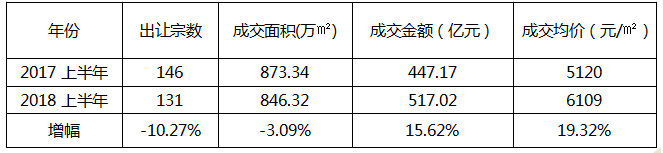 年份 出让宗数 成交面积(万㎡) 成交金额（亿元） 成交均价（元/㎡）
2017 上半年 146 873.34 447.17 5120
2018 上半年 131 846.32 517.02 6109
增幅 -10.27% -3.09% 15.62% 19.32%